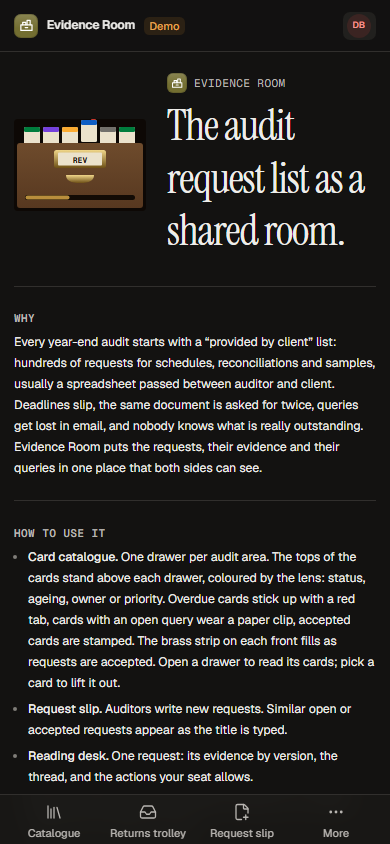 Evidence Room Demo DB
EVIDENCE ROOM
The audit
request list as a
shared room.
REV
WHY
Every year-end audit starts with a “provided by client” list:
hundreds of requests for schedules, reconciliations and samples,
usually a spreadsheet passed between auditor and client.
Deadlines slip, the same document is asked for twice, queries
get lost in email, and nobody knows what is really outstanding.
Evidence Room puts the requests, their evidence and their
queries in one place that both sides can see.
HOW TO USE IT
• Card catalogue. One drawer per audit area. The tops of the
cards stand above each drawer, coloured by the lens: status,
ageing, owner or priority. Overdue cards stick up with a red
tab, cards with an open query wear a paper clip, accepted
cards are stamped. The brass strip on each front fills as
requests are accepted. Open a drawer to read its cards; pick a
card to lift it out.
• Request slip. Auditors write new requests. Similar open or
accepted requests appear as the title is typed.
• Reading desk. One request: its evidence by version, the
thread, and the actions your seat allows.
Catalogue Returns trolley Request slip More